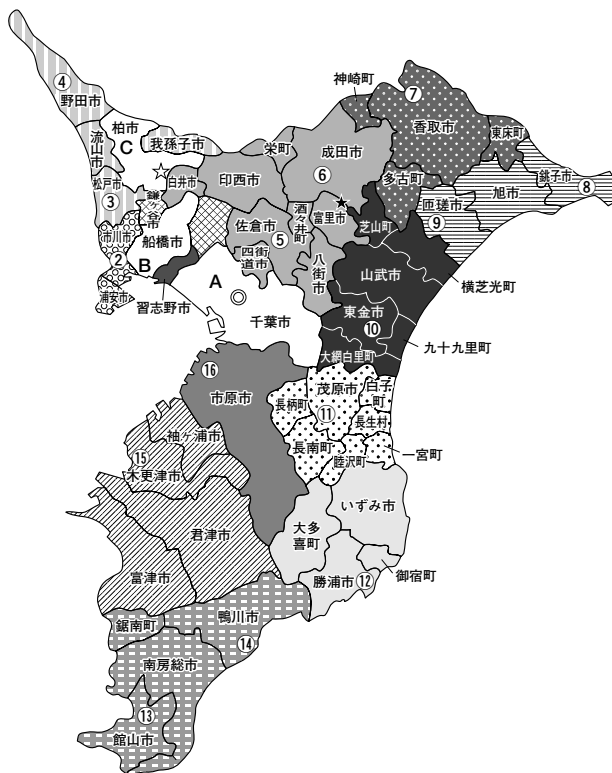 ④
野田市
柏市
C
流山市
我孫子市
☆
松戸市
③
鎌ヶ谷市
白井市
印西市
栄町
成田市
⑥
神崎町
⑦
香取市
東床町
多古町
旭市
銚子市
⑧
匝瑳市
⑨
市川市
②
浦安市
船橋市
B
習志野市
佐倉市
⑤
四街道市
酒々井町
富里市
★
八街市
芝山町
山武市
横芝光町
A
◎
千葉市
東金市
⑩
九十九里町
大網白里町
⑯
市原市
茂原市
⑪
白子町
長柄町
長生村
長南町
睦沢町
一宮町
袖ヶ浦市
⑮
木更津市
君津市
富津市
いずみ市
大多喜町
御宿町
勝浦市
⑫
鴨川市
⑭
鋸南町
南房総市
⑬
館山市